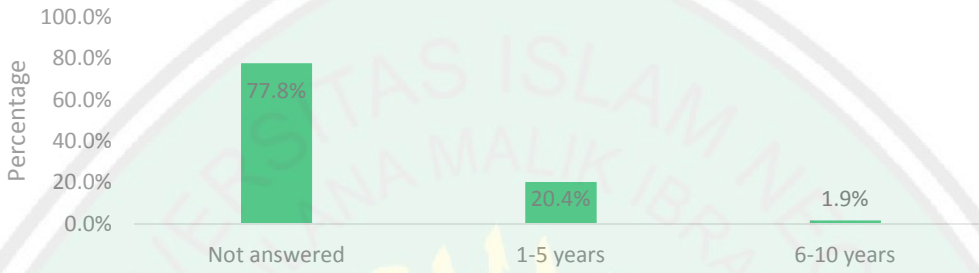 100.0%
80.0%
60.0%
40.0%
20.0%
0.0%
Percentage
77.8%
20.4%
1.9%
Not answered
1-5 years
6-10 years